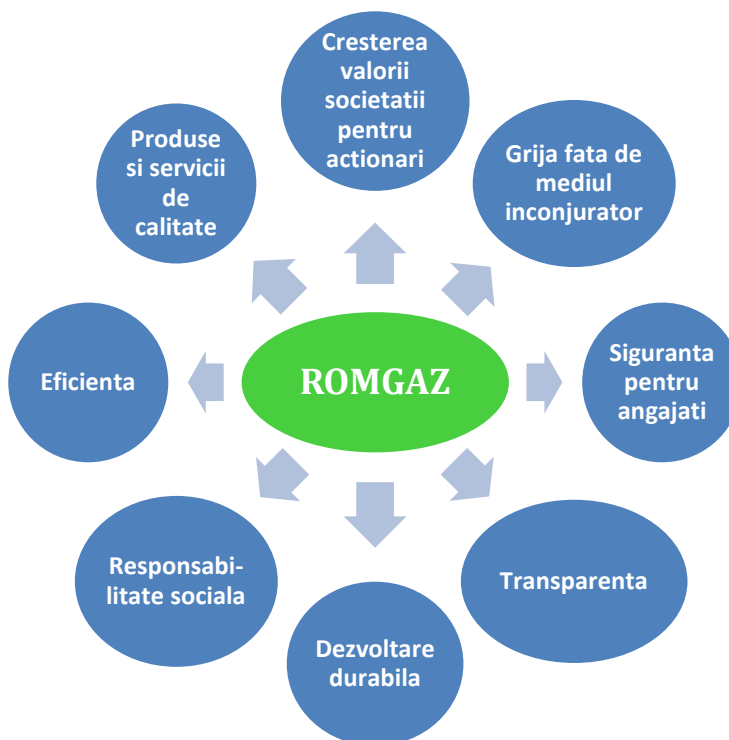 Cresterea
valorii
societatii
pentru
actionari
Grija fata de
mediul
inconjurator
Siguranta
pentru
angajati
Transparenta
Dezvoltare
durabila
Responsabi-
litate sociala
Eficienta
Produse
si servicii
de
calitate
ROMGAZ